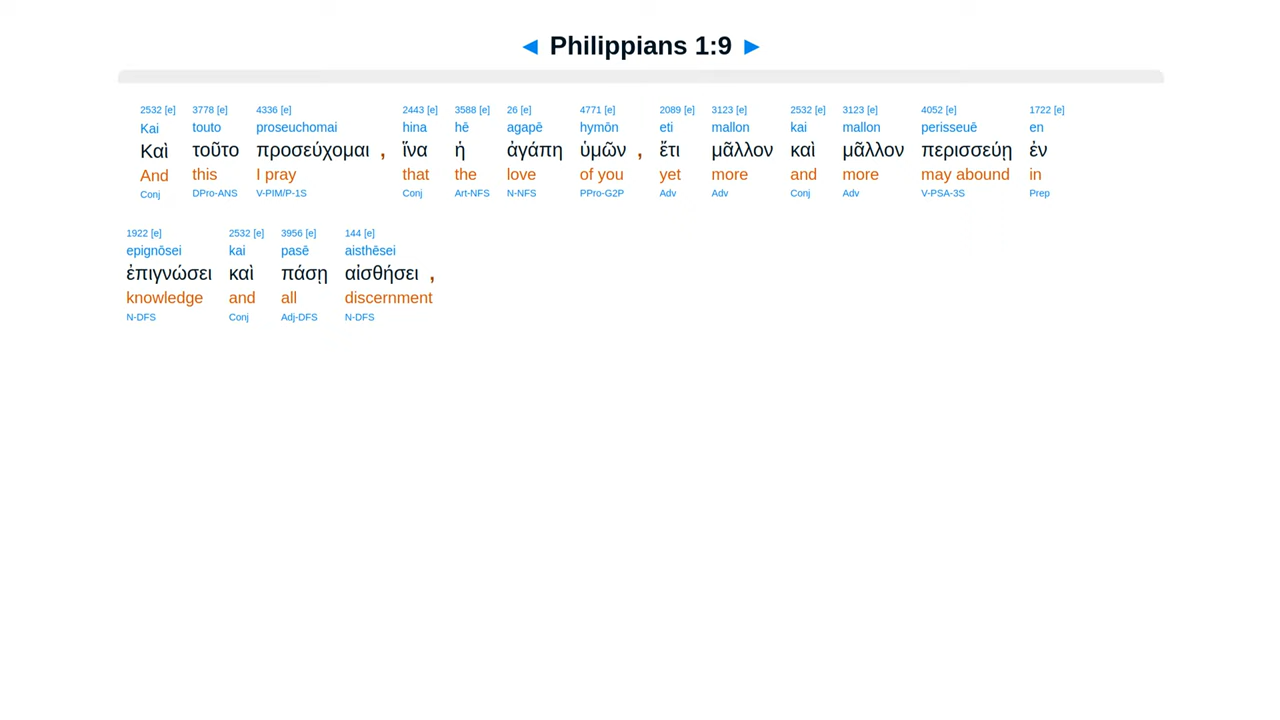 ◄ Philippians 1:9 ►
2532 [e] 3778 [e] 4336 [e] 2443 [e] 3588 [e] 26 [e] 4771 [e] 2089 [e] 3123 [e] 2532 [e] 3123 [e] 4052 [e] 1722 [e]
Kai touto proseuchomai hina hē agapē hymōn eti mallon kai mallon perisseuē en
Καὶ τοῦτο προσεύχομαι , ἵνα ἡ ἀγάπη ὑμῶν , ἔτι μᾶλλον καὶ μᾶλλον περισσεύῃ ἐν
And this I pray that the love of you yet more and more may abound in
Conj DPro-ANS V-PIM/P-1S Conj Art-NFS N-NFS PPro-G2P Adv Adv Conj Adv V-PSA-3S Prep
1922 [e] 2532 [e] 3956 [e] 144 [e]
epignōsei kai pasē aisthēsei
ἐπιγνώσει καὶ πάσῃ αἰσθήσει ,
knowledge and all discernment
N-DFS Conj Adj-DFS N-DFS